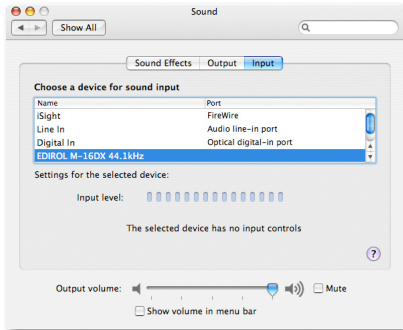 Sound
Show All
Sound Effects Output Input
Choose a device for sound input
Name Port
iSight FireWire
Line In Audio line-in port
Digital In Optical digital-in port
EDIROL M-16DX 44.1kHz
Settings for the selected device:
Input level:
The selected device has no input controls
?
Output volume: Mute
Show volume in menu bar